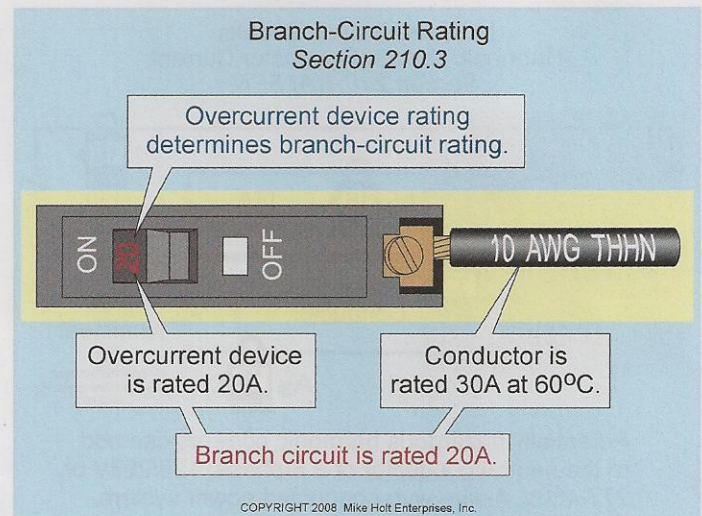 Branch-Circuit Rating
Section 210.3
Overcurrent device rating
determines branch-circuit rating.
ON
20
OFF
10 AWG THHN
Overcurrent device
is rated 20A.
Conductor is
rated 30A at 60ºC.
Branch circuit is rated 20A.
COPYRIGHT 2008 Mike Holt Enterprises, Inc.